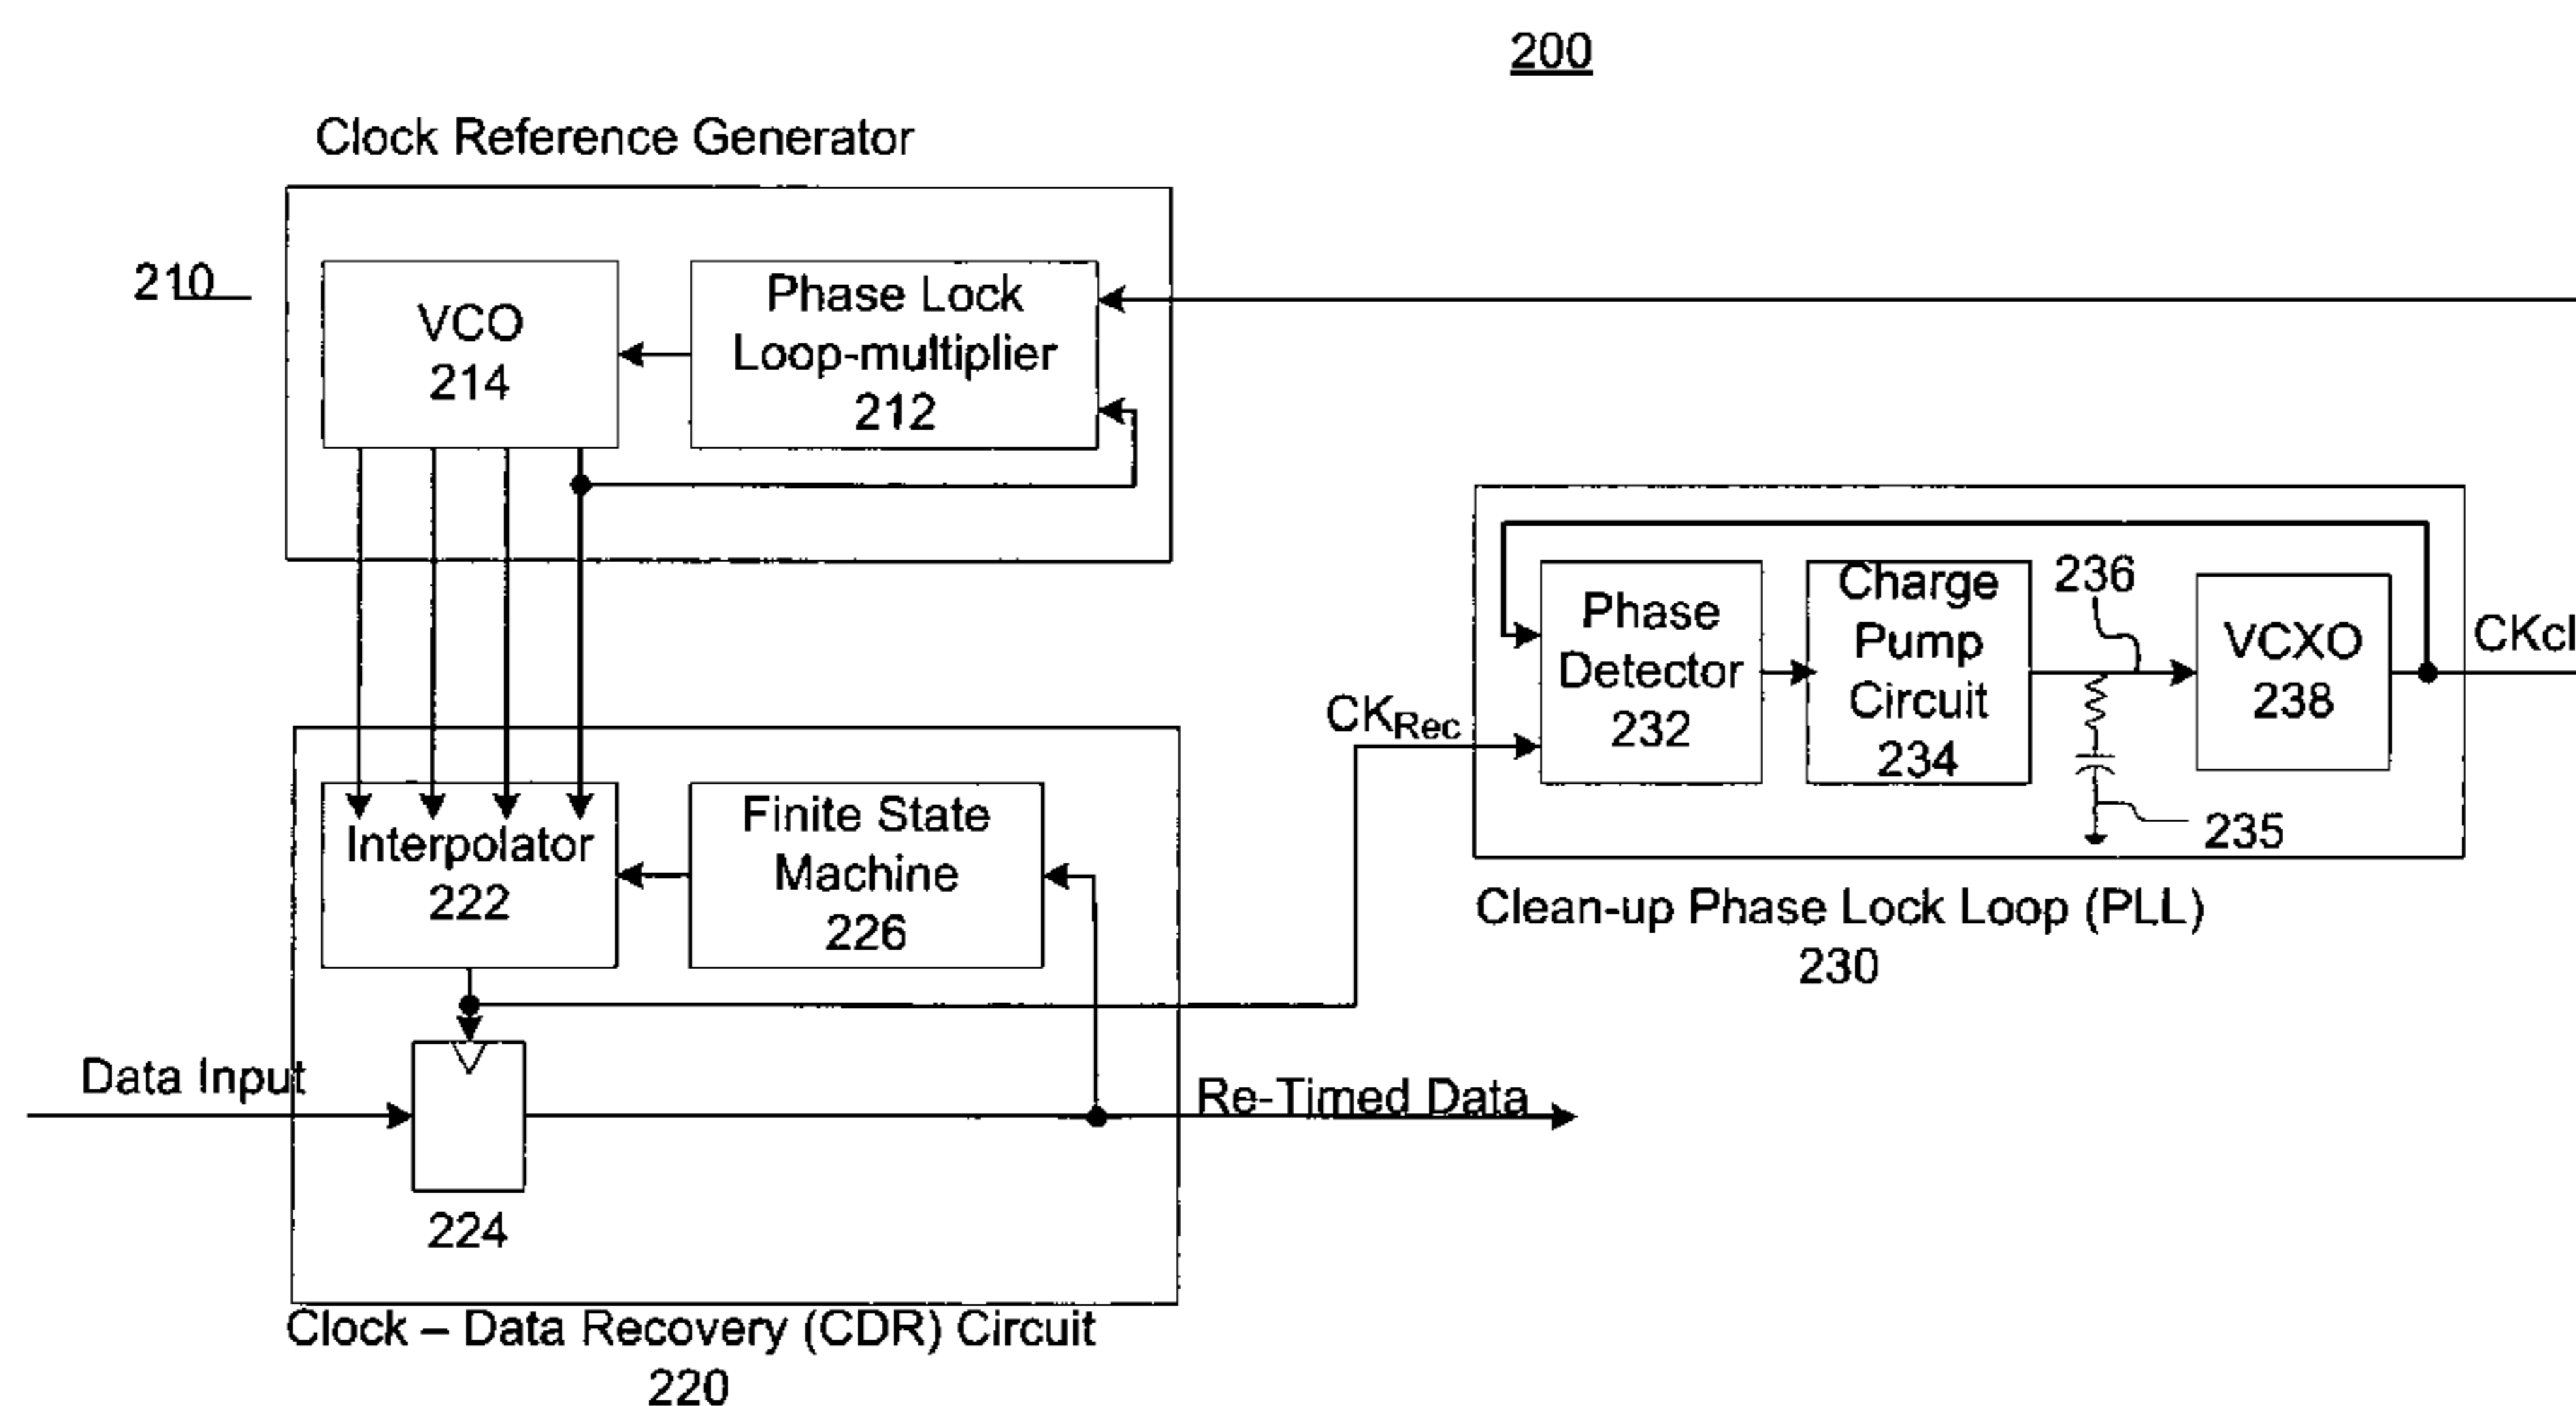 200
Clock Reference Generator
210
VCO
214
Phase Lock
Loop-multiplier
212
Charge
Pump
Circuit
234
Phase
Detector
232
236
VCXO
238
CKcl
CKRec
235
Interpolator
222
Finite State
Machine
226
Clean-up Phase Lock Loop (PLL)
230
Data Input
Re-Timed Data
224
Clock – Data Recovery (CDR) Circuit
220